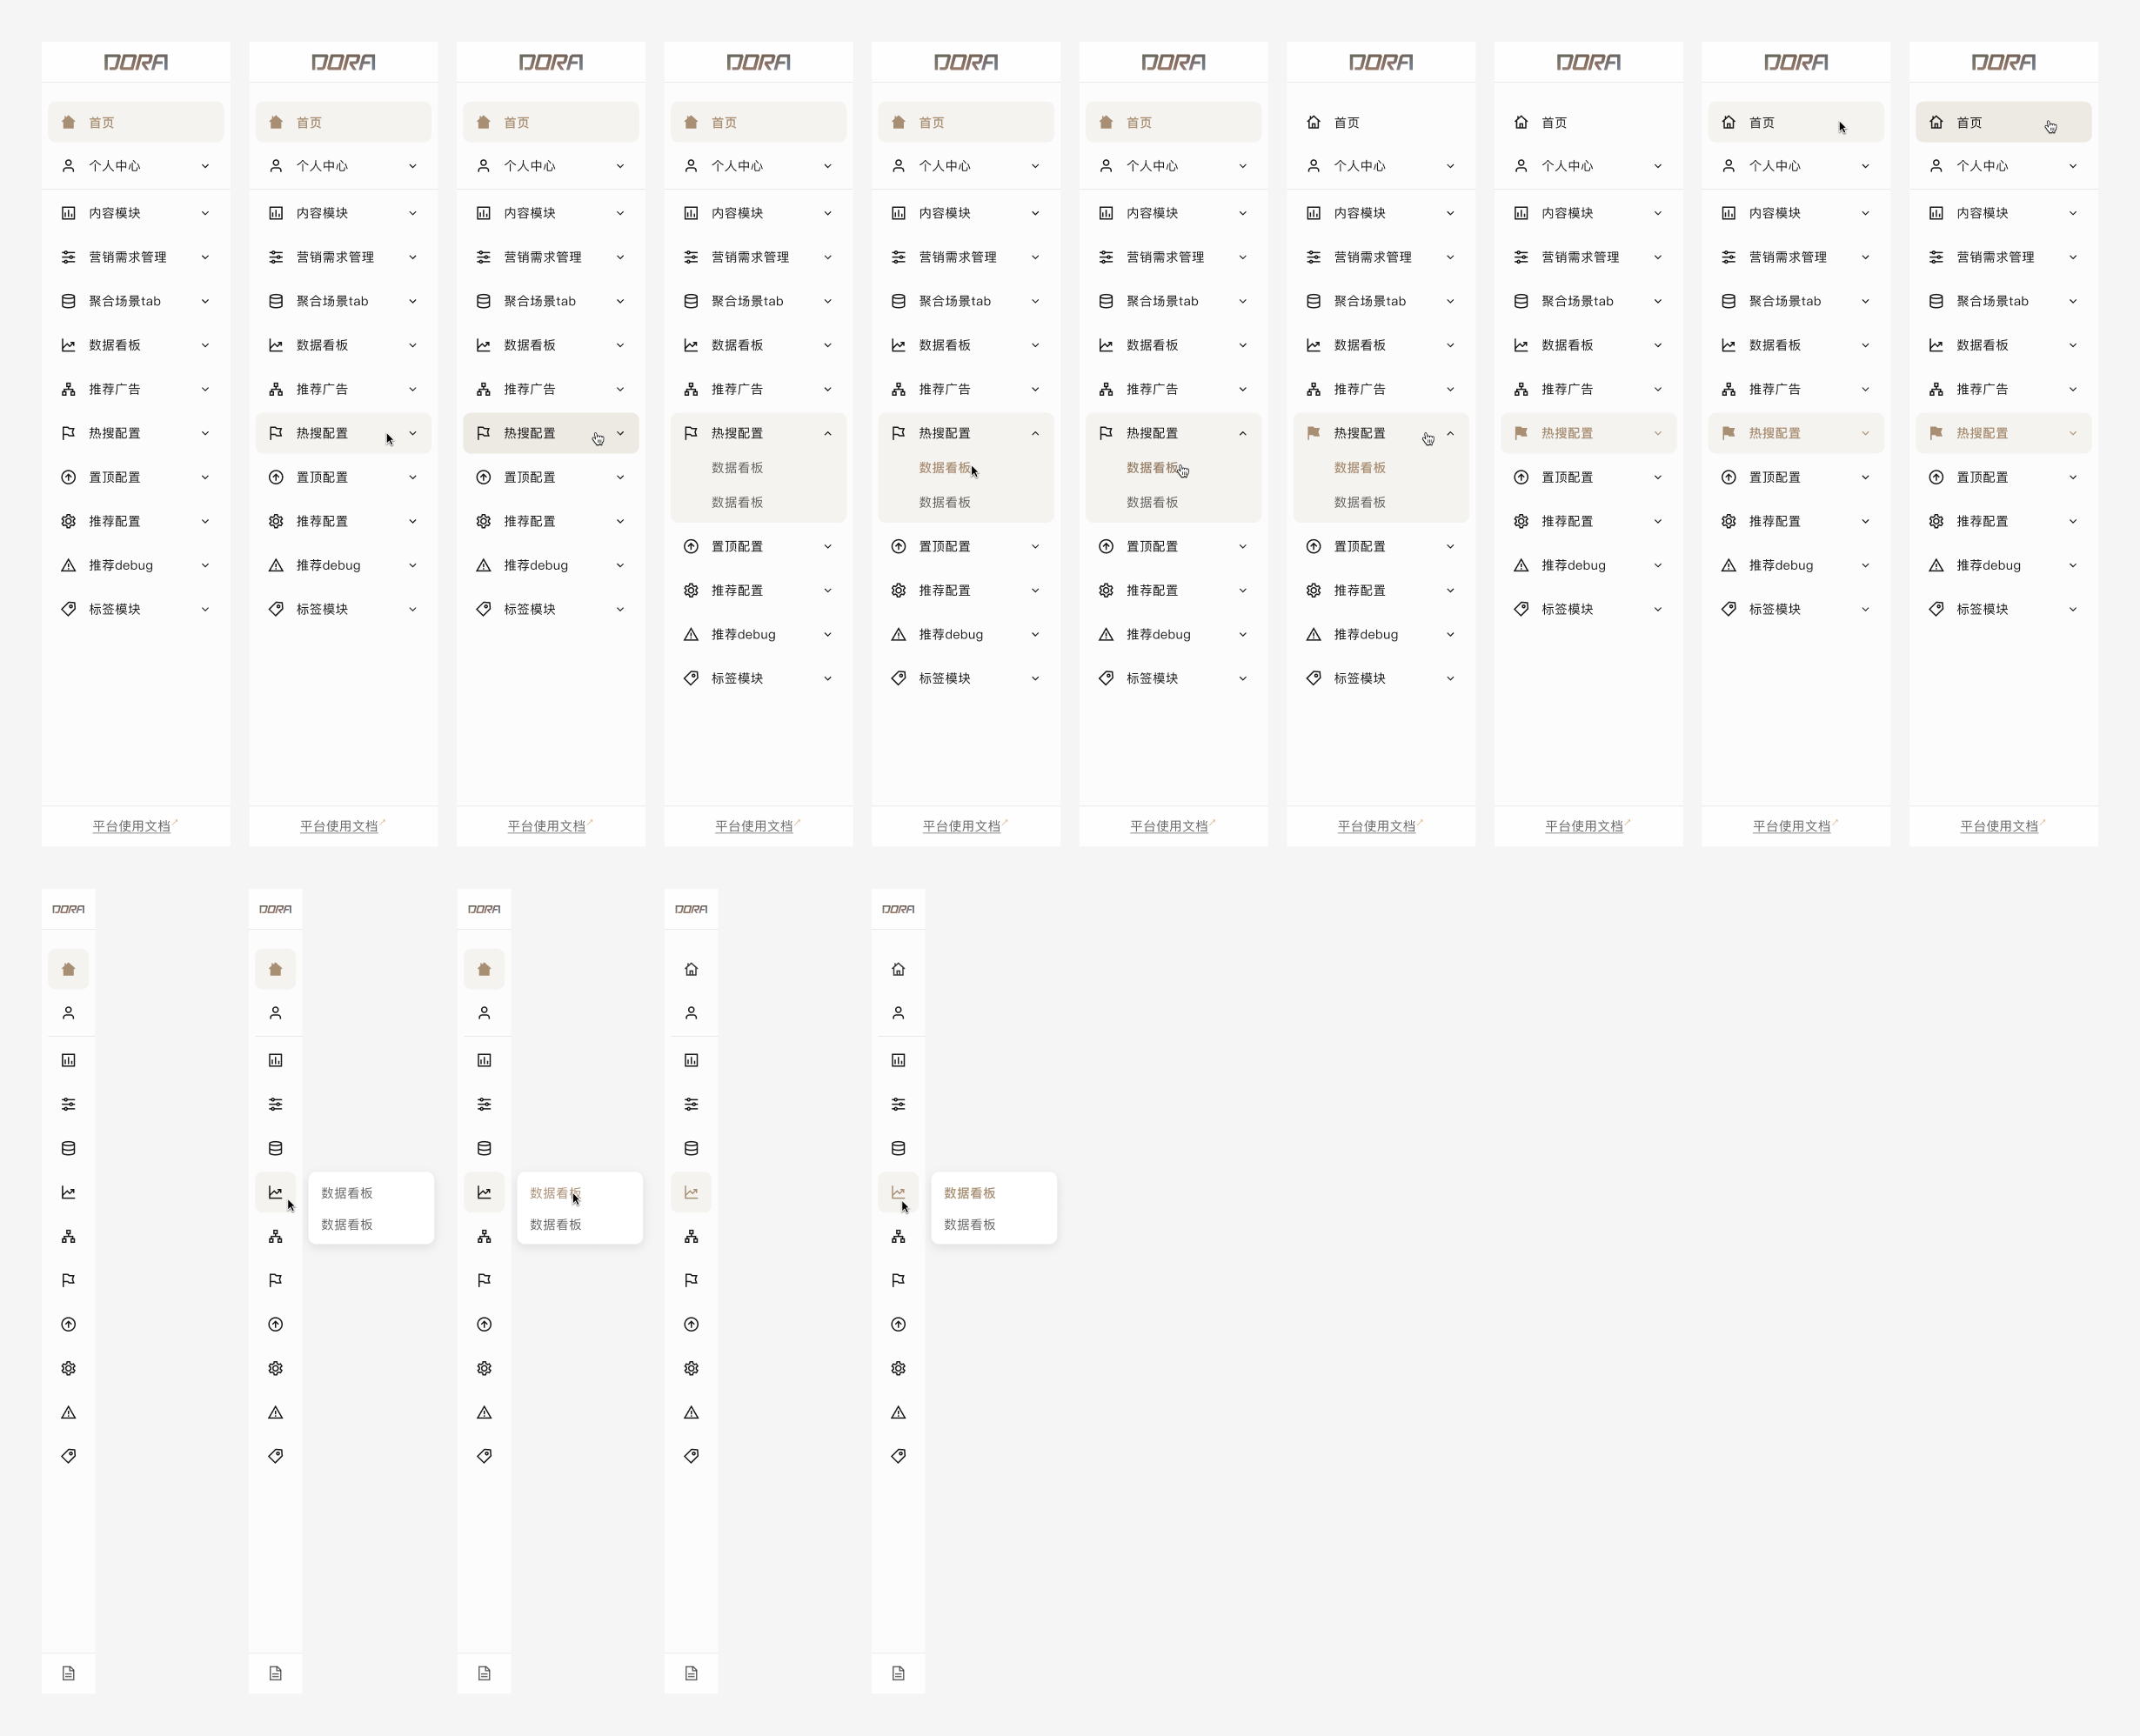 DORA
首页
个人中心
内容模块
营销需求管理
聚合场景tab
数据看板
推荐广告
热搜配置
置顶配置
推荐配置
推荐debug
标签模块
平台使用文档
DORA
首页
个人中心
内容模块
营销需求管理
聚合场景tab
数据看板
推荐广告
热搜配置
置顶配置
推荐配置
推荐debug
标签模块
平台使用文档
DORA
首页
个人中心
内容模块
营销需求管理
聚合场景tab
数据看板
推荐广告
热搜配置
置顶配置
推荐配置
推荐debug
标签模块
平台使用文档
DORA
首页
个人中心
内容模块
营销需求管理
聚合场景tab
数据看板
推荐广告
热搜配置
数据看板
数据看板
置顶配置
推荐配置
推荐debug
标签模块
平台使用文档
DORA
首页
个人中心
内容模块
营销需求管理
聚合场景tab
数据看板
推荐广告
热搜配置
数据看板
数据看板
置顶配置
推荐配置
推荐debug
标签模块
平台使用文档
DORA
首页
个人中心
内容模块
营销需求管理
聚合场景tab
数据看板
推荐广告
热搜配置
数据看板
数据看板
置顶配置
推荐配置
推荐debug
标签模块
平台使用文档
DORA
首页
个人中心
内容模块
营销需求管理
聚合场景tab
数据看板
推荐广告
热搜配置
数据看板
数据看板
置顶配置
推荐配置
推荐debug
标签模块
平台使用文档
DORA
首页
个人中心
内容模块
营销需求管理
聚合场景tab
数据看板
推荐广告
热搜配置
置顶配置
推荐配置
推荐debug
标签模块
平台使用文档
DORA
首页
个人中心
内容模块
营销需求管理
聚合场景tab
数据看板
推荐广告
热搜配置
置顶配置
推荐配置
推荐debug
标签模块
平台使用文档
DORA
首页
个人中心
内容模块
营销需求管理
聚合场景tab
数据看板
推荐广告
热搜配置
置顶配置
推荐配置
推荐debug
标签模块
平台使用文档
DORA
DORA
数据看板
数据看板
DORA
数据看板
数据看板
DORA
DORA
数据看板
数据看板